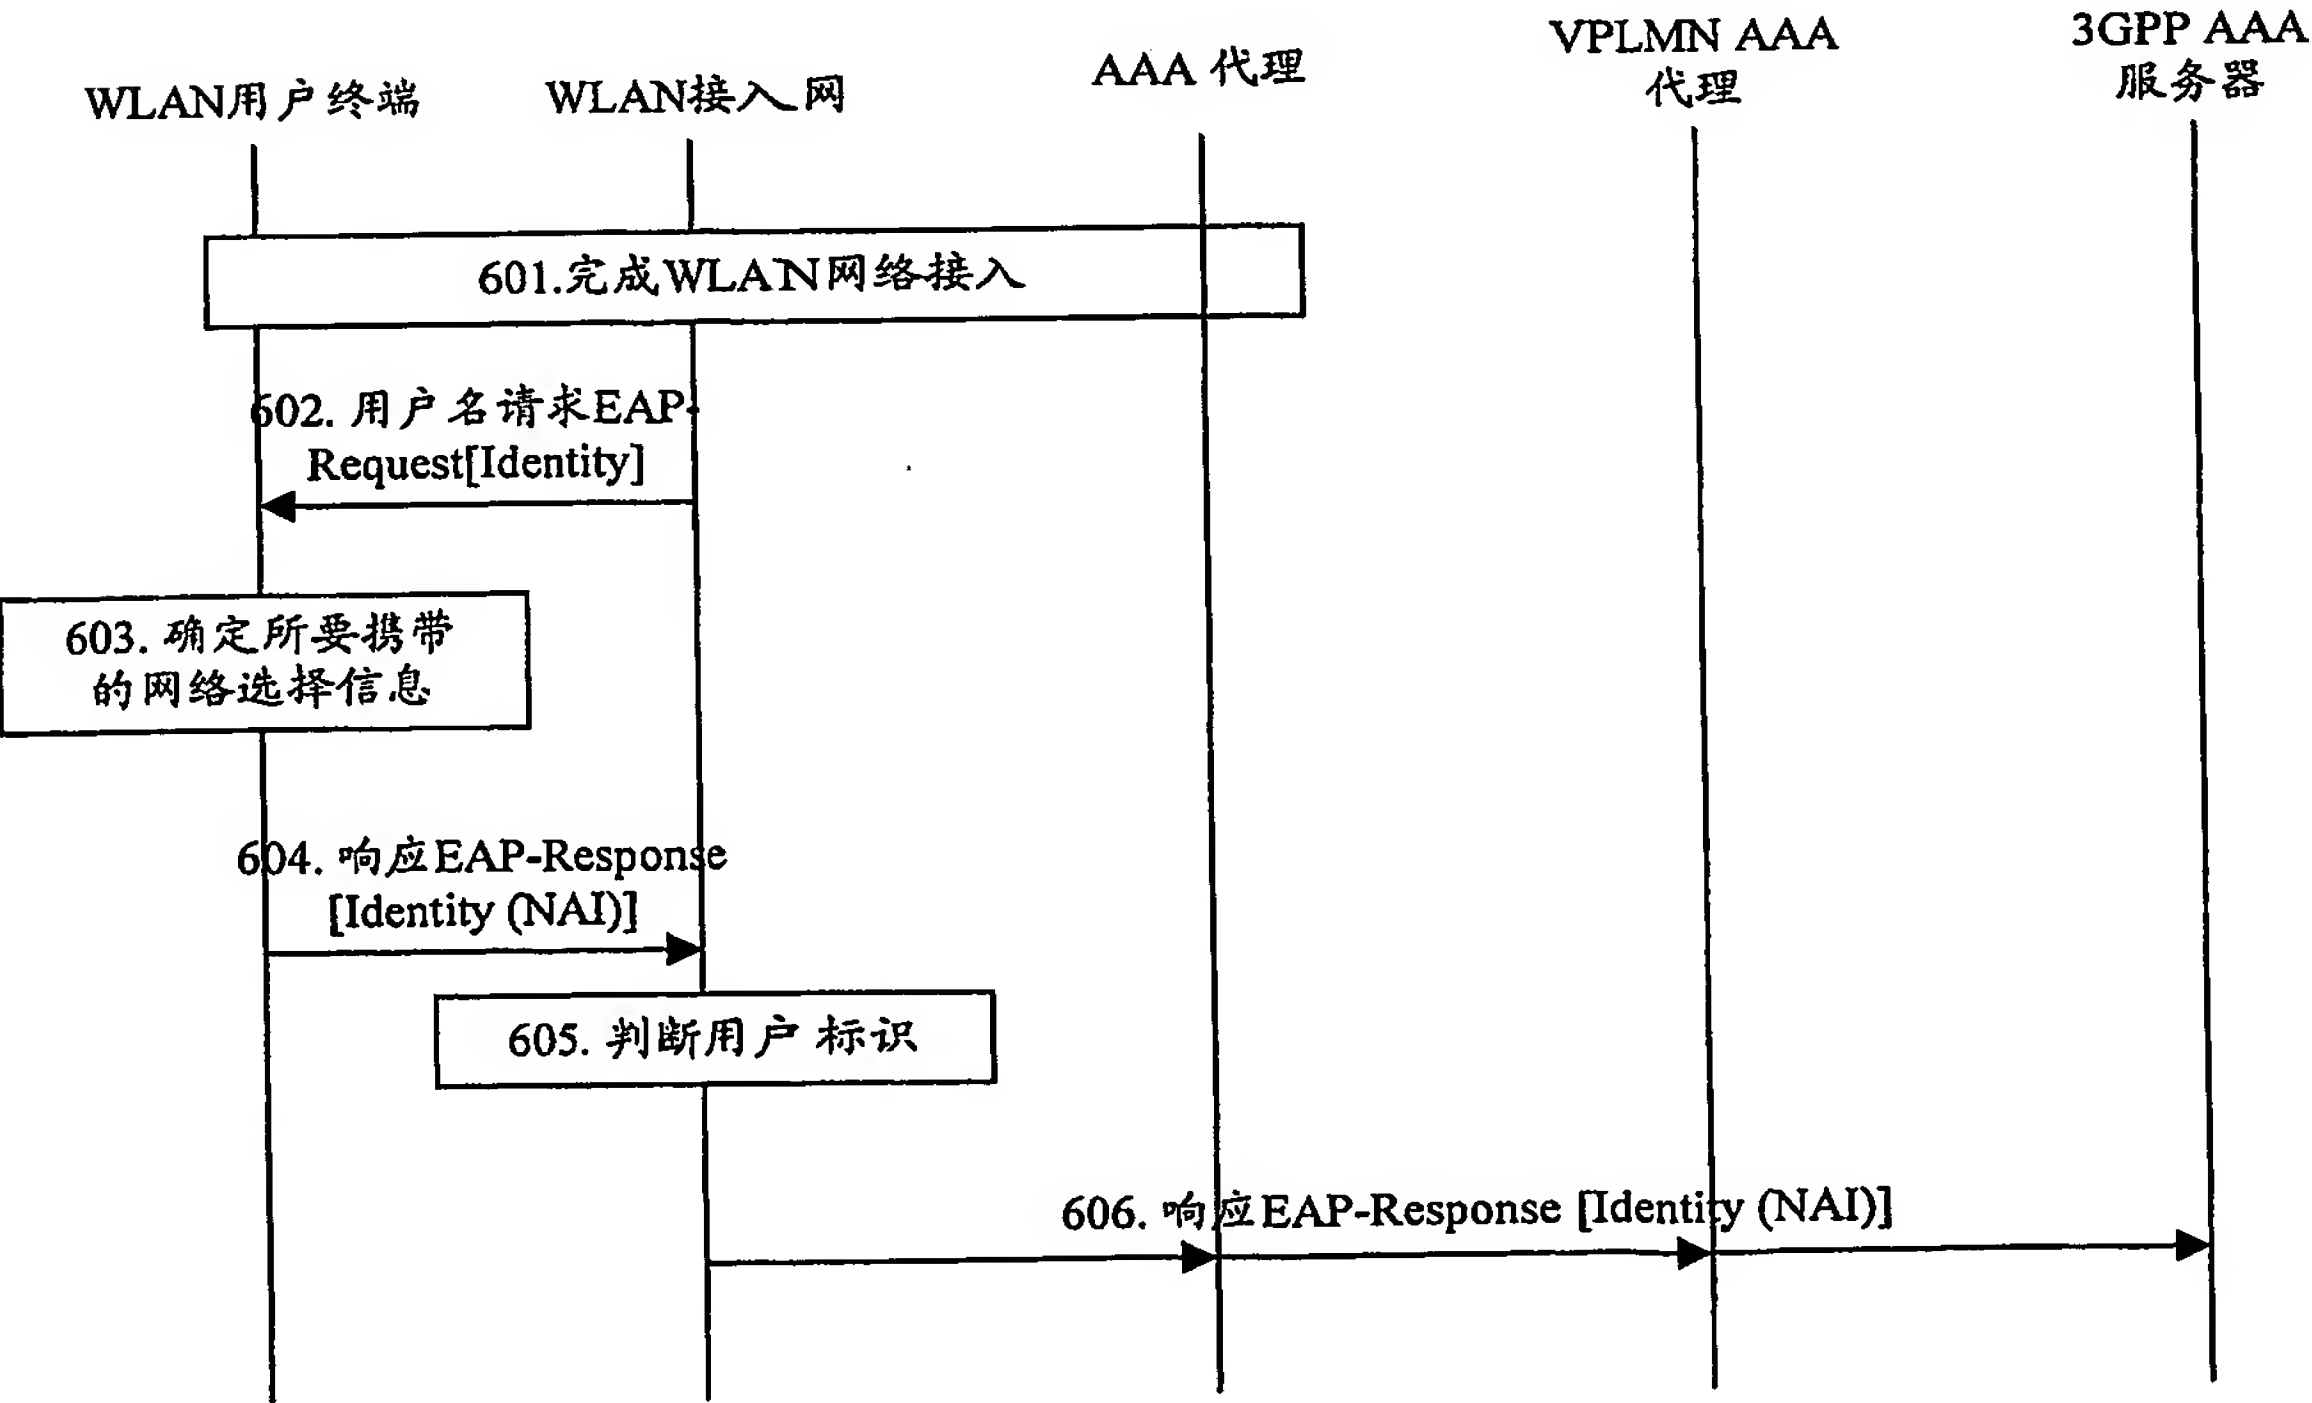 WLAN用户终端
WLAN接入网
AAA 代理
VPLMN AAA
代理
3GPP AAA
服务器
601.完成WLAN网络接入
602. 用户名请求EAP-
Request[Identity]
603. 确定所要携带
的网络选择信息
604. 响应EAP-Response
[Identity (NAI)]
605. 判断用户标识
606. 响应EAP-Response [Identity (NAI)]